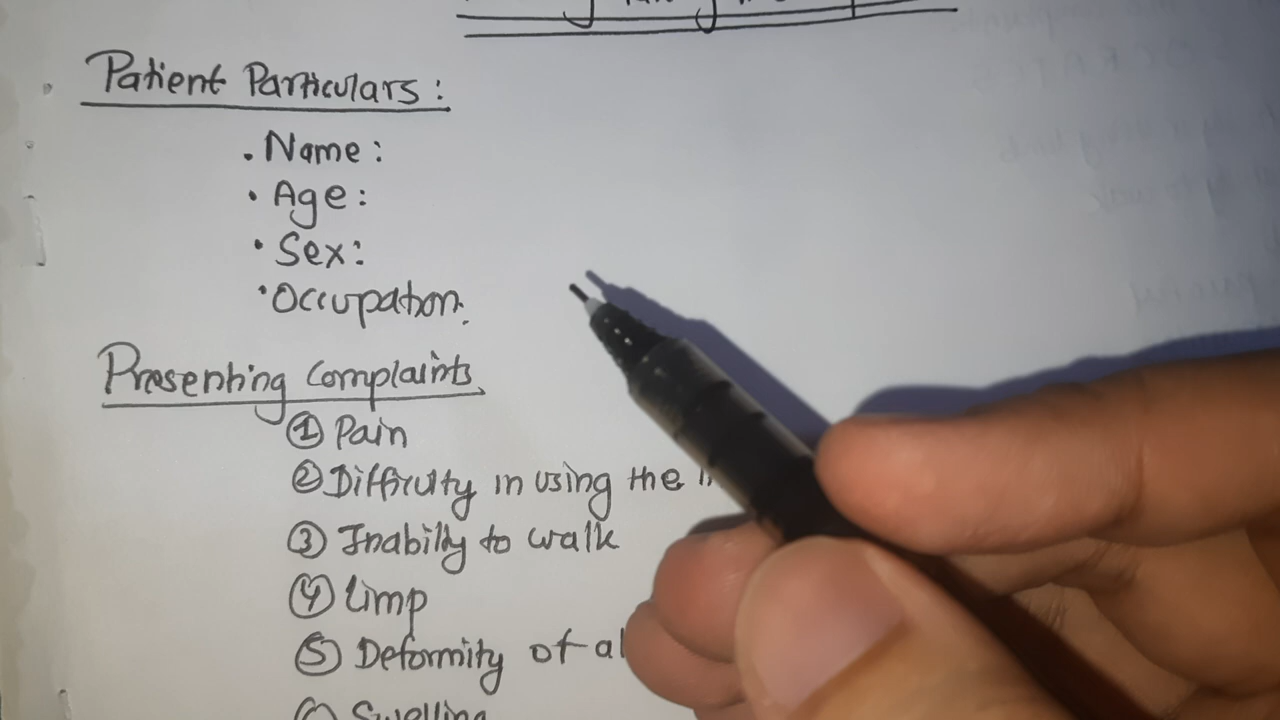 Patient Particulars:
. Name:
. Age:
. Sex:
. Occupation.
Presenting Complaints
① Pain
② Difficulty in using the
③ Inability to walk
④ Limp
⑤ Deformity of
Swelling